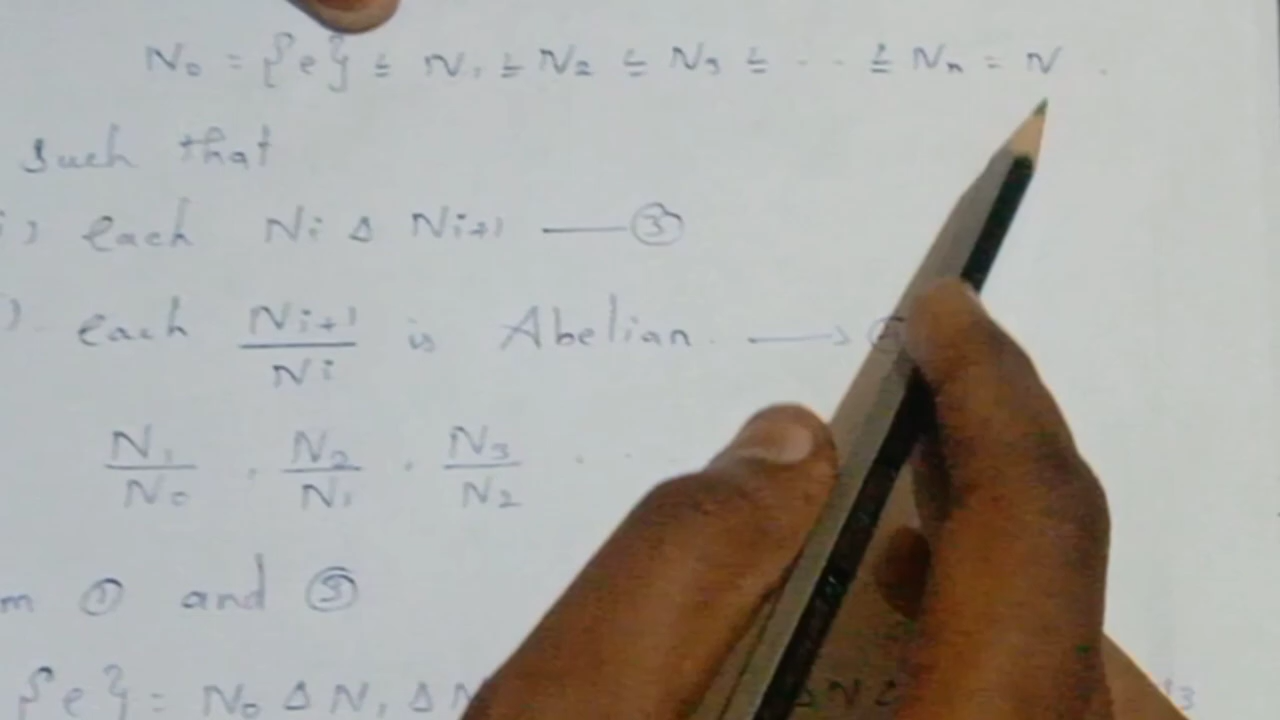 N₀ = {e} ≤ N₁ ≤ N₂ ≤ N₃ ≤ ... ≤ Nₙ = N.
Such that
i) each Ni Δ Ni+1 —③
) each Ni+1/Ni is Abelian. →
N₁/N₀ . N₂/N₁ . N₃/N₂ . . .
m ① and ③
{e} = N₀ Δ N₁ Δ N Δ N